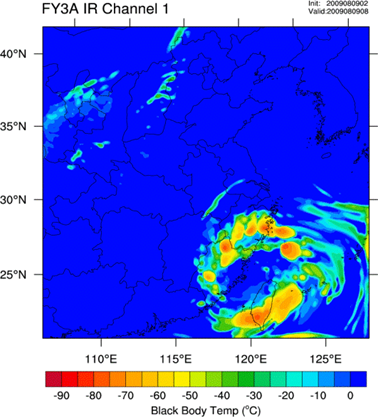 FY3A IR Channel 1
Init: 2009080902
Valid:2009080908
40°N
35°N
30°N
25°N
110°E 115°E 120°E 125°E
-90 -80 -70 -60 -50 -40 -30 -20 -10 0
Black Body Temp (°C)